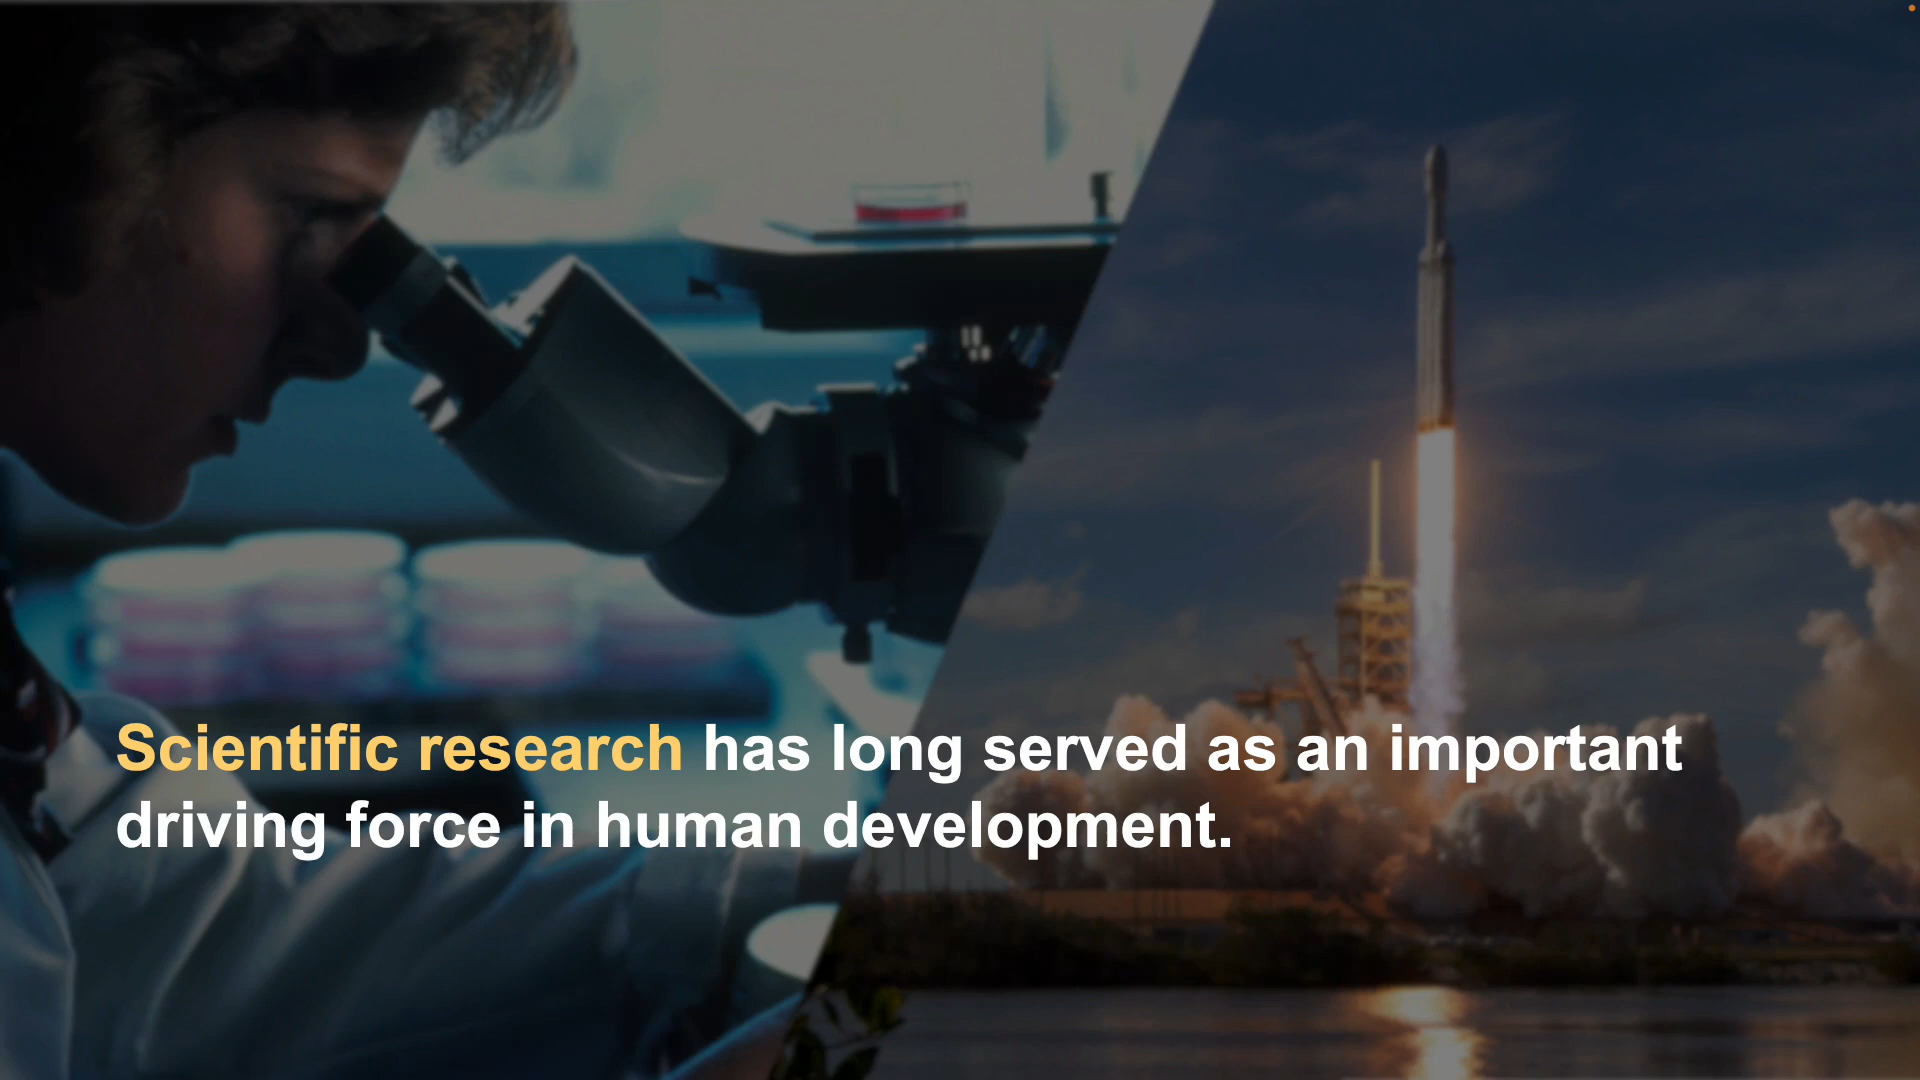 Scientific research has long served as an important
driving force in human development.